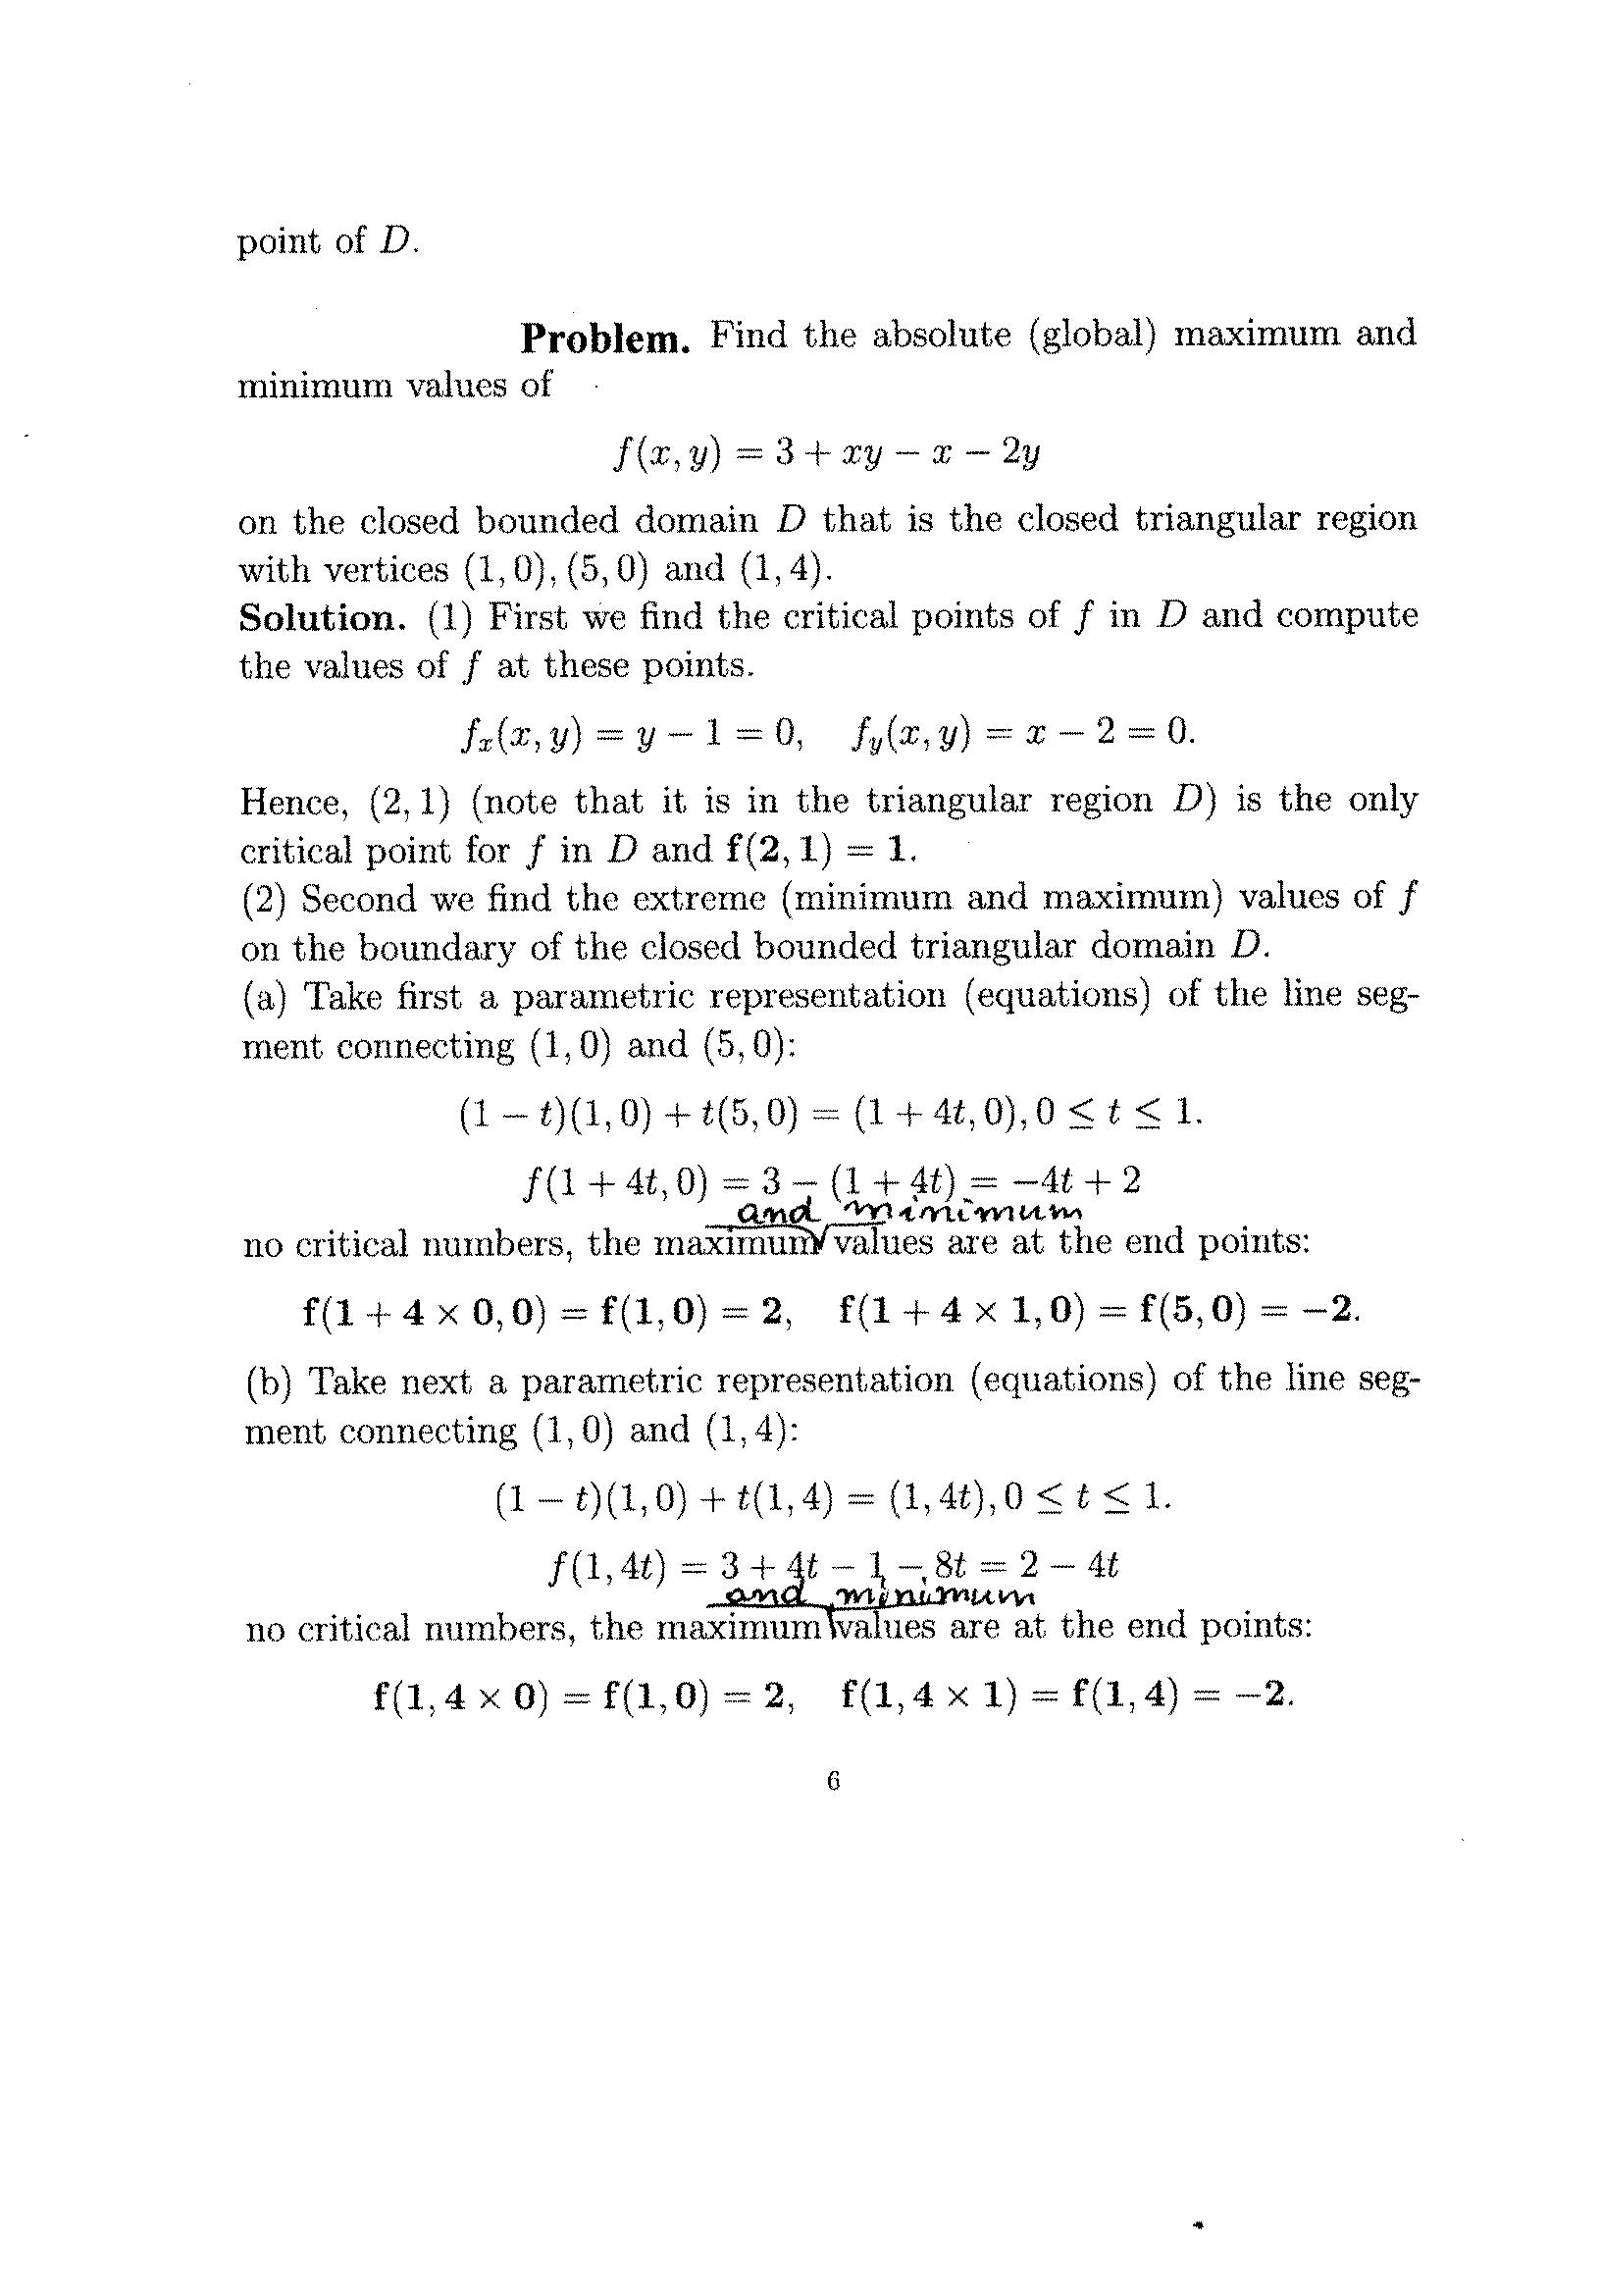 point of D.
Problem. Find the absolute (global) maximum and
minimum values of
f(x, y) = 3 + xy − x − 2y
on the closed bounded domain D that is the closed triangular region
with vertices (1, 0), (5, 0) and (1, 4).
Solution. (1) First we find the critical points of f in D and compute
the values of f at these points.
fₓ(x, y) = y − 1 = 0, f_y(x, y) = x − 2 = 0.
Hence, (2, 1) (note that it is in the triangular region D) is the only
critical point for f in D and f(2, 1) = 1.
(2) Second we find the extreme (minimum and maximum) values of f
on the boundary of the closed bounded triangular domain D.
(a) Take first a parametric representation (equations) of the line seg-
ment connecting (1, 0) and (5, 0):
(1 − t)(1, 0) + t(5, 0) = (1 + 4t, 0), 0 ≤ t ≤ 1.
f(1 + 4t, 0) = 3 − (1 + 4t) = −4t + 2
and minimum
no critical numbers, the maximum values are at the end points:
f(1 + 4 × 0, 0) = f(1, 0) = 2, f(1 + 4 × 1, 0) = f(5, 0) = −2.
(b) Take next a parametric representation (equations) of the line seg-
ment connecting (1, 0) and (1, 4):
(1 − t)(1, 0) + t(1, 4) = (1, 4t), 0 ≤ t ≤ 1.
f(1, 4t) = 3 + 4t − 1 − 8t = 2 − 4t
and minimum
no critical numbers, the maximum values are at the end points:
f(1, 4 × 0) = f(1, 0) = 2, f(1, 4 × 1) = f(1, 4) = −2.
6